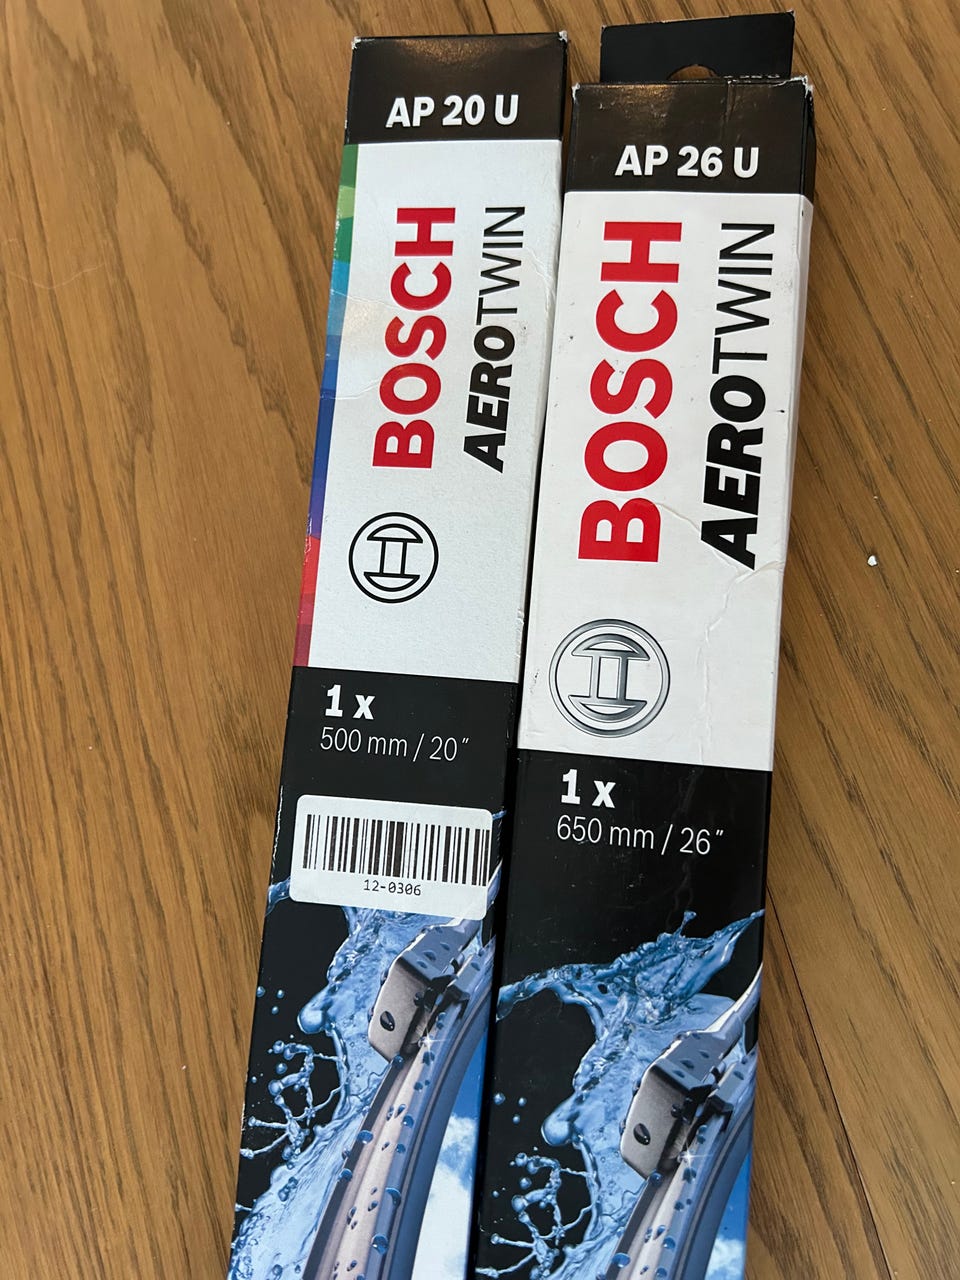 AP 20 U
BOSCH
AEROTWIN
1 x
500 mm / 20"
12-0306
AP 26 U
BOSCH
AEROTWIN
1 x
650 mm / 26"